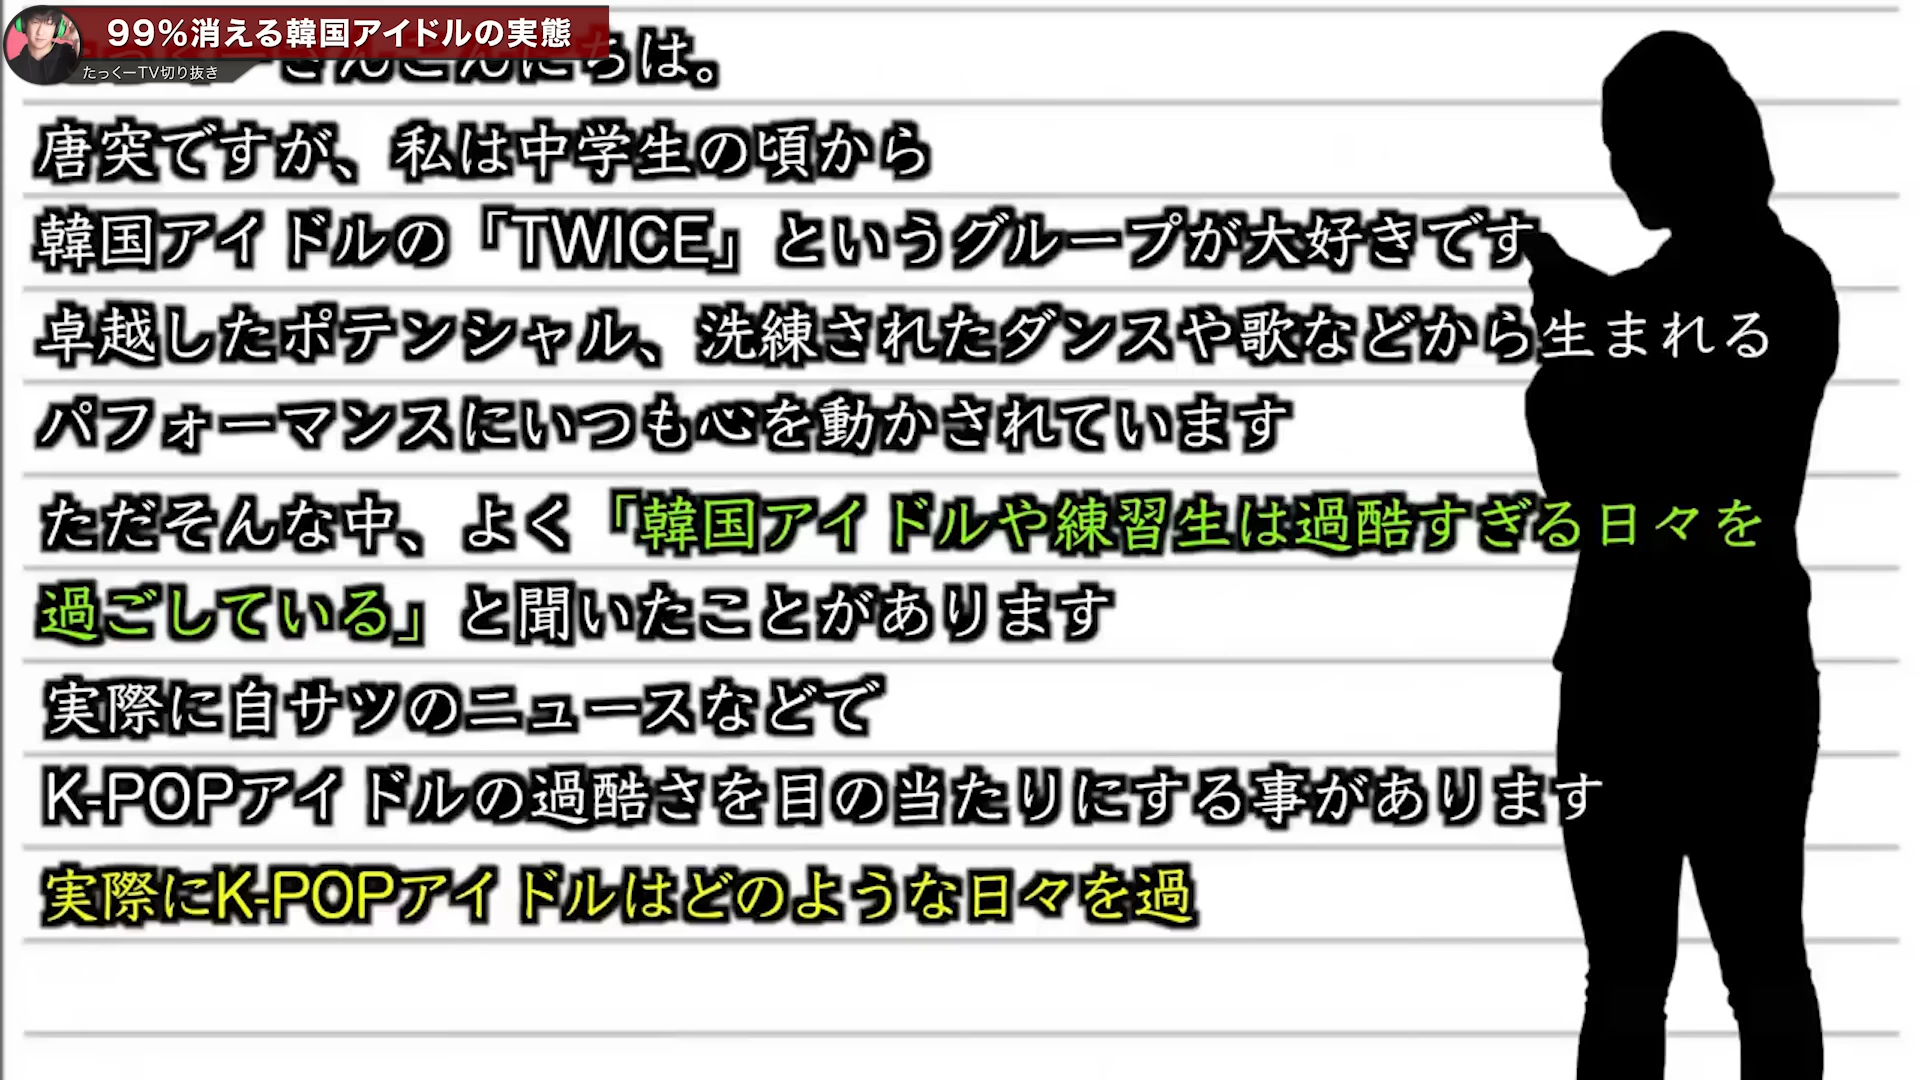 99%消える韓国アイドルの実態
たっくーTV切り抜き
さんこんにちは。
唐突ですが、私は中学生の頃から
韓国アイドルの「TWICE」というグループが大好きです
卓越したポテンシャル、洗練されたダンスや歌などから生まれる
パフォーマンスにいつも心を動かされています
ただそんな中、よく「韓国アイドルや練習生は過酷すぎる日々を
過ごしている」と聞いたことがあります
実際に自サツのニュースなどで
K-POPアイドルの過酷さを目の当たりにする事があります
実際にK-POPアイドルはどのような日々を過